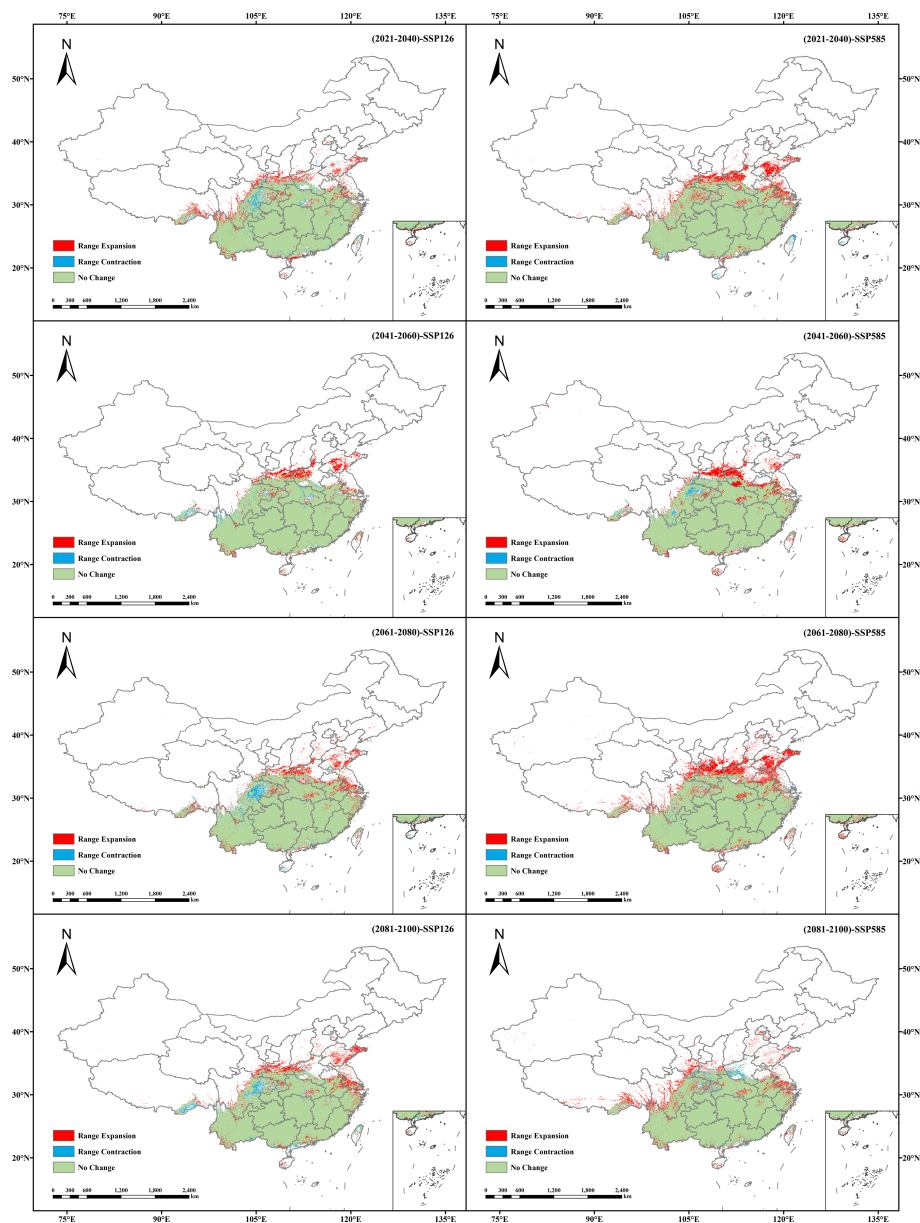 75°E 90°E 105°E 120°E 135°E 75°E 90°E 105°E 120°E 135°E
N
(2021-2040)-SSP126
50°N
40°N
30°N
20°N
Range Expansion
Range Contraction
No Change
0 300 600 1,200 1,800 2,400
km
N
(2021-2040)-SSP585
50°N
40°N
30°N
20°N
Range Expansion
Range Contraction
No Change
0 300 600 1,200 1,800 2,400
km
N
(2041-2060)-SSP126
50°N
40°N
30°N
20°N
Range Expansion
Range Contraction
No Change
0 300 600 1,200 1,800 2,400
km
N
(2041-2060)-SSP585
50°N
40°N
30°N
20°N
Range Expansion
Range Contraction
No Change
0 300 600 1,200 1,800 2,400
km
N
(2061-2080)-SSP126
50°N
40°N
30°N
20°N
Range Expansion
Range Contraction
No Change
0 300 600 1,200 1,800 2,400
km
N
(2061-2080)-SSP585
50°N
40°N
30°N
20°N
Range Expansion
Range Contraction
No Change
0 300 600 1,200 1,800 2,400
km
N
(2081-2100)-SSP126
50°N
40°N
30°N
20°N
Range Expansion
Range Contraction
No Change
0 300 600 1,200 1,800 2,400
km
N
(2081-2100)-SSP585
50°N
40°N
30°N
20°N
Range Expansion
Range Contraction
No Change
0 300 600 1,200 1,800 2,400
km
75°E 90°E 105°E 120°E 135°E 75°E 90°E 105°E 120°E 135°E